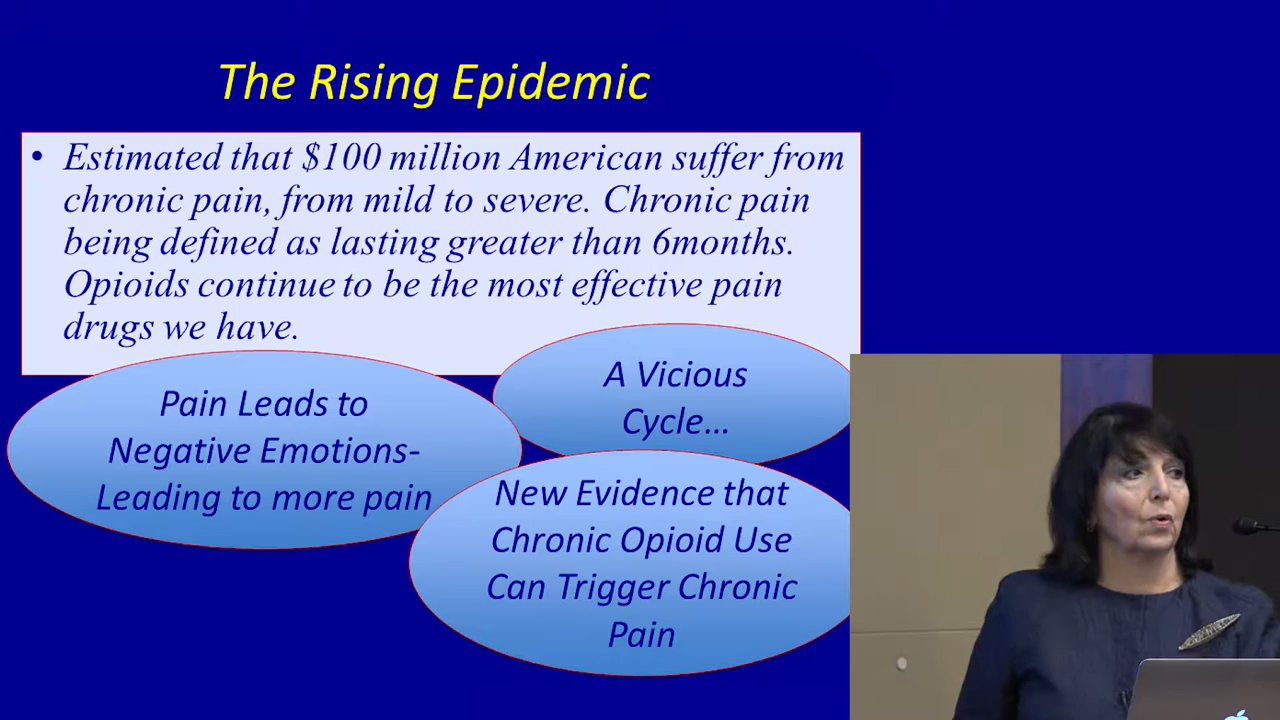 The Rising Epidemic
• Estimated that $100 million American suffer from
chronic pain, from mild to severe. Chronic pain
being defined as lasting greater than 6months.
Opioids continue to be the most effective pain
drugs we have.
A Vicious
Cycle…
Pain Leads to
Negative Emotions-
Leading to more pain
New Evidence that
Chronic Opioid Use
Can Trigger Chronic
Pain